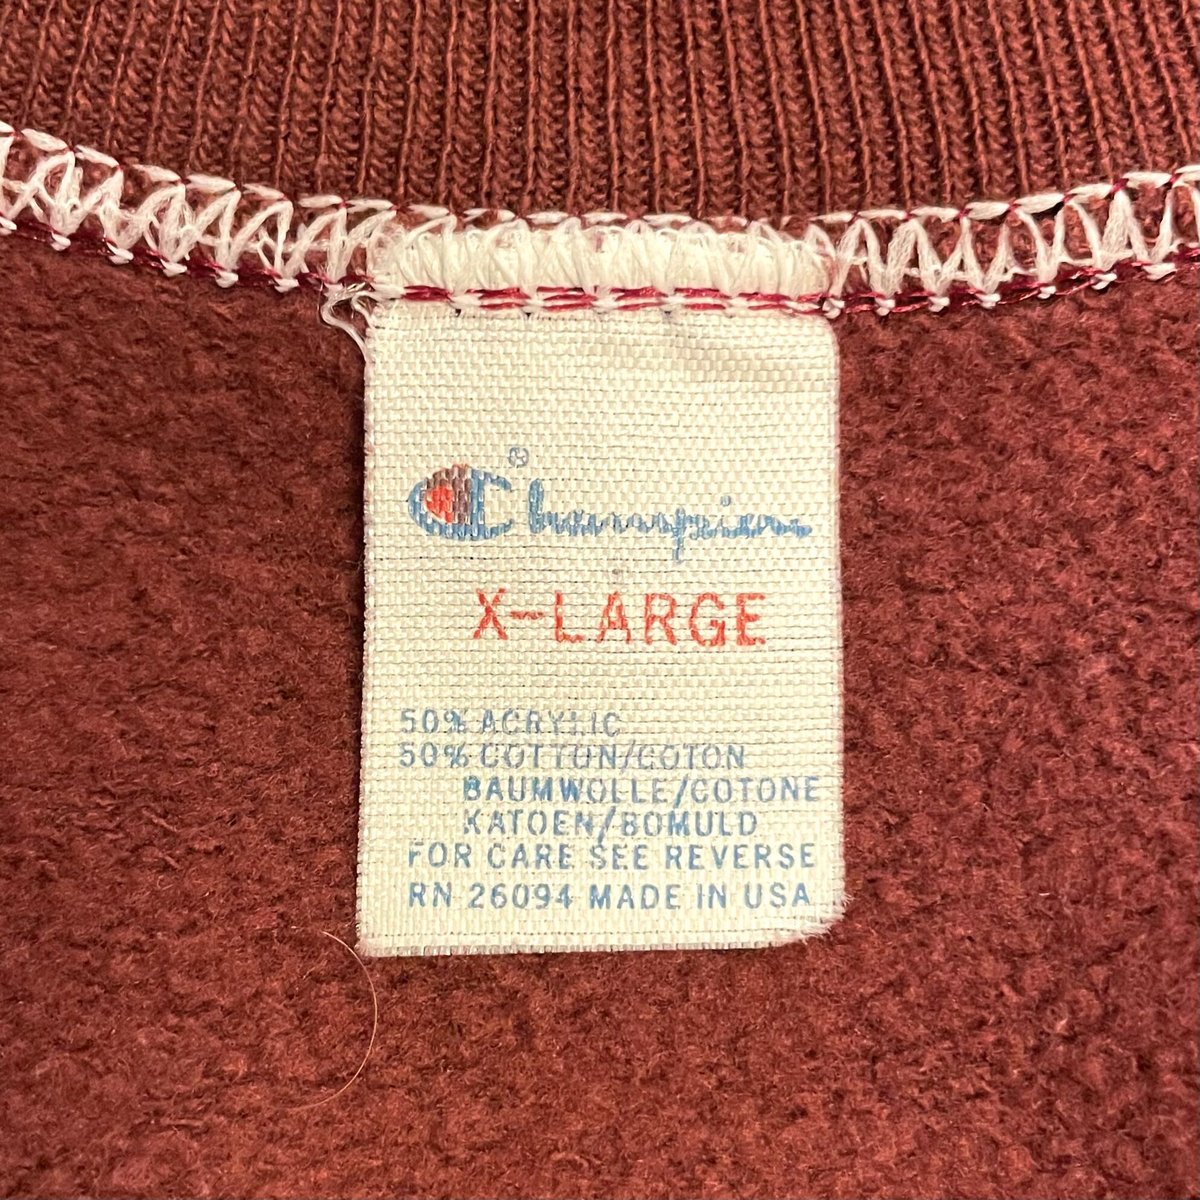 Champion®
X-LARGE
50% ACRYLIC
50% COTTON/COTON
BAUMWOLLE/COTONE
KATOEN/BOMULD
FOR CARE SEE REVERSE
RN 26094 MADE IN USA